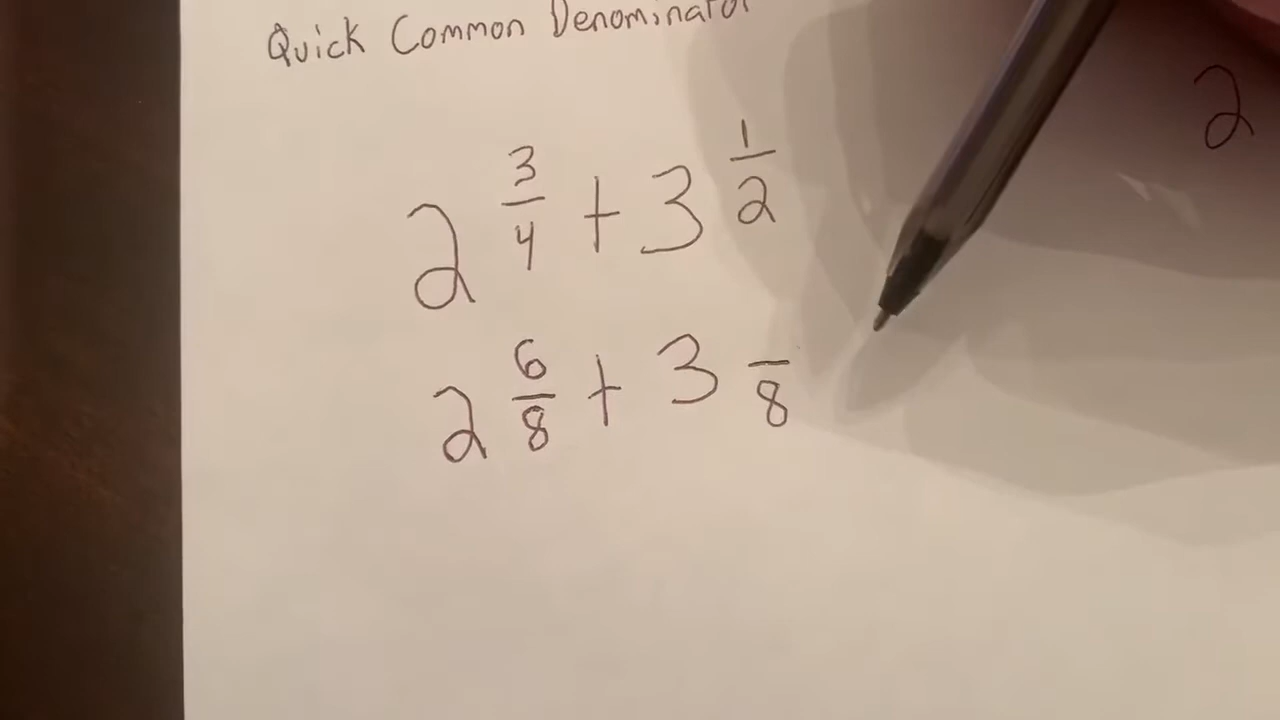 Quick Common Denominator
2 3/4 + 3 1/2
2 6/8 + 3 /8
2